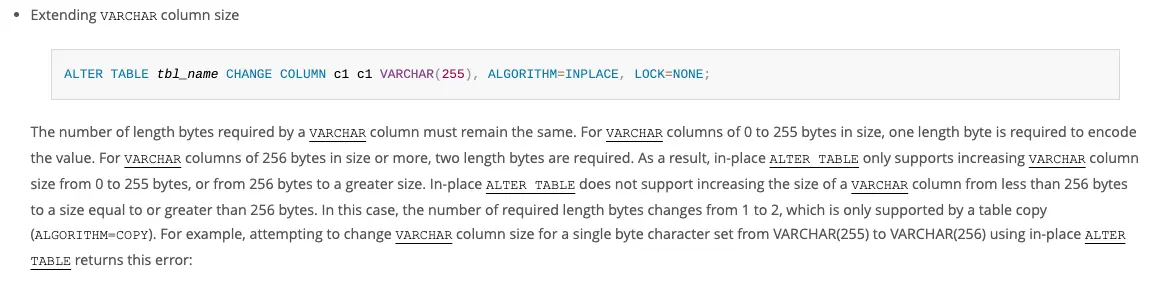 • Extending VARCHAR column size
ALTER TABLE tbl_name CHANGE COLUMN c1 c1 VARCHAR(255), ALGORITHM=INPLACE, LOCK=NONE;
The number of length bytes required by a VARCHAR column must remain the same. For VARCHAR columns of 0 to 255 bytes in size, one length byte is required to encode
the value. For VARCHAR columns of 256 bytes in size or more, two length bytes are required. As a result, in-place ALTER TABLE only supports increasing VARCHAR column
size from 0 to 255 bytes, or from 256 bytes to a greater size. In-place ALTER TABLE does not support increasing the size of a VARCHAR column from less than 256 bytes
to a size equal to or greater than 256 bytes. In this case, the number of required length bytes changes from 1 to 2, which is only supported by a table copy
(ALGORITHM=COPY). For example, attempting to change VARCHAR column size for a single byte character set from VARCHAR(255) to VARCHAR(256) using in-place ALTER
TABLE returns this error: